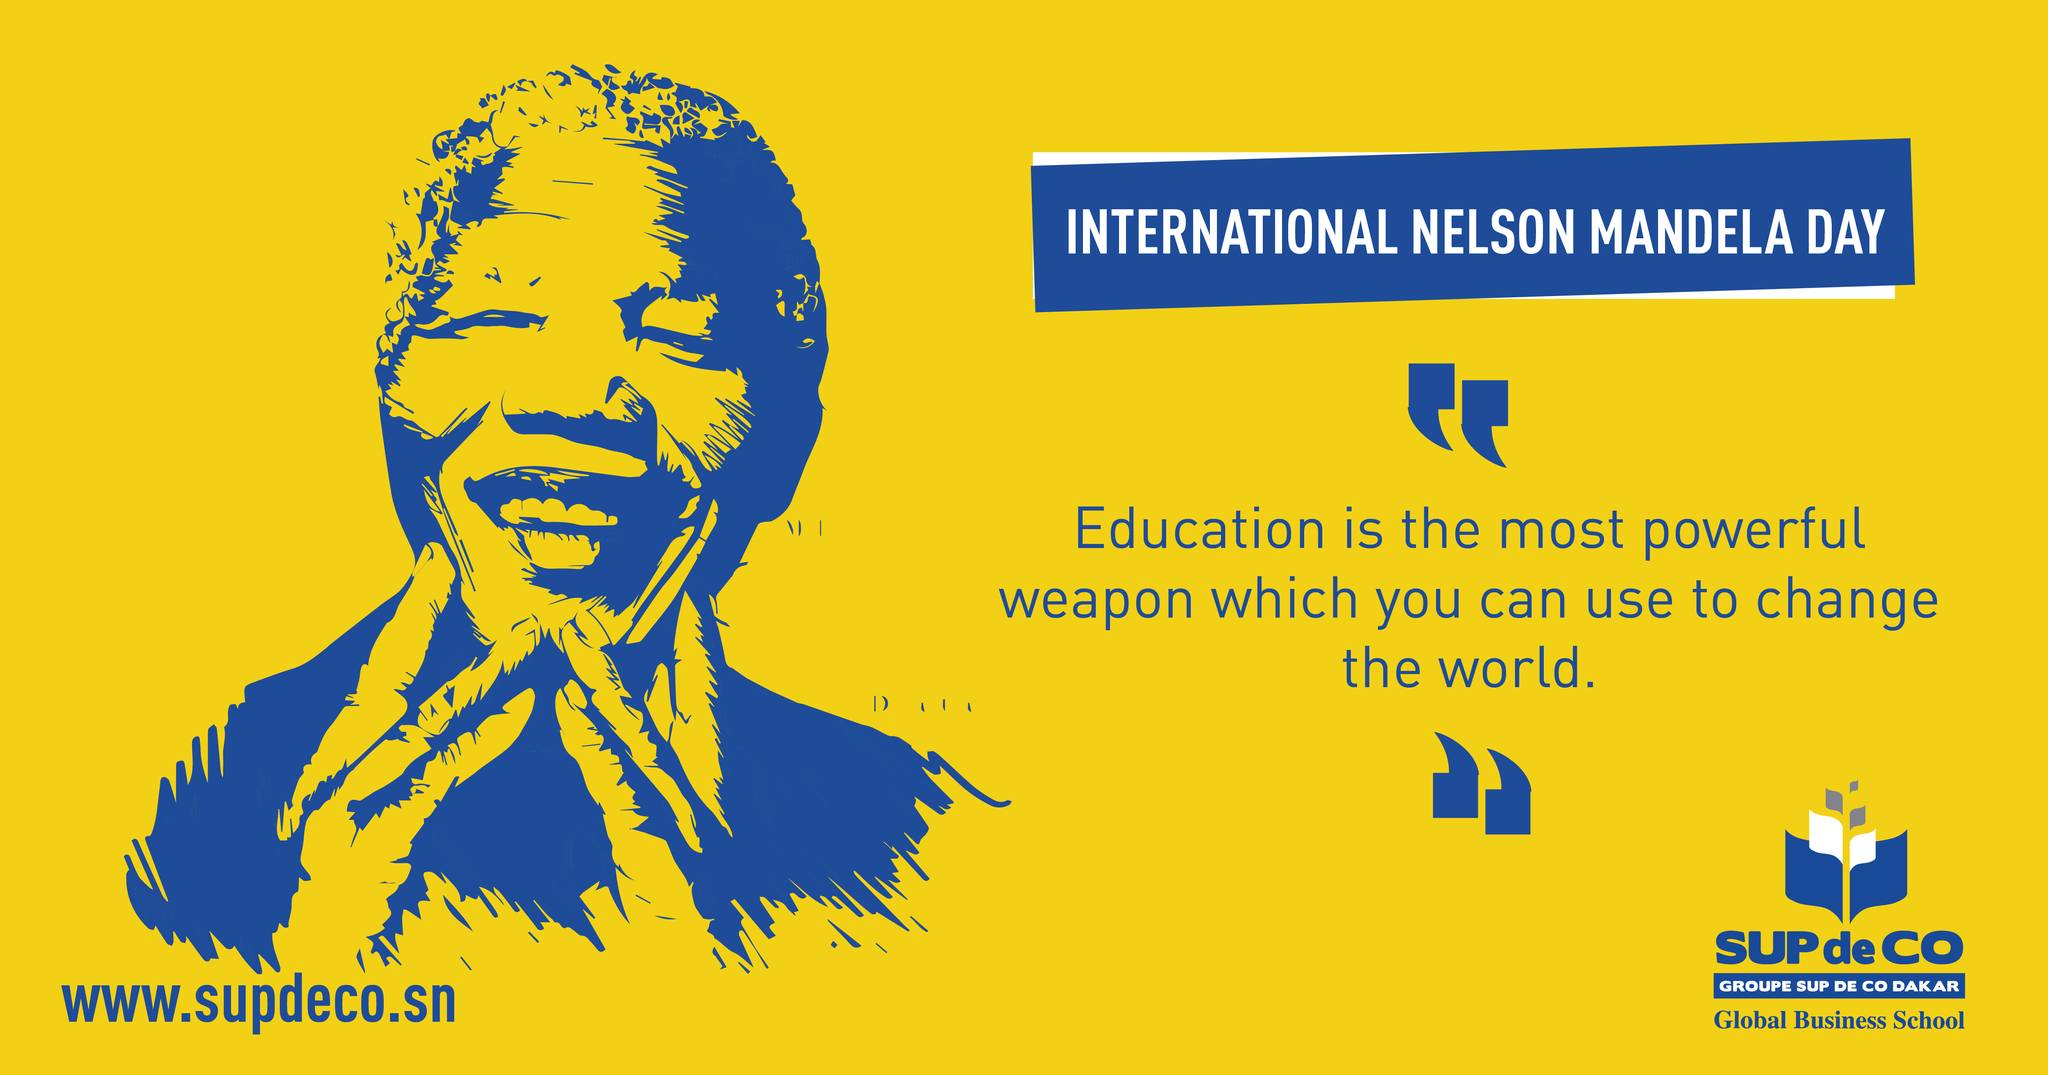 INTERNATIONAL NELSON MANDELA DAY
Education is the most powerful
weapon which you can use to change
the world.
www.supdeco.sn
SUP de CO
GROUPE SUP DE CO DAKAR
Global Business School